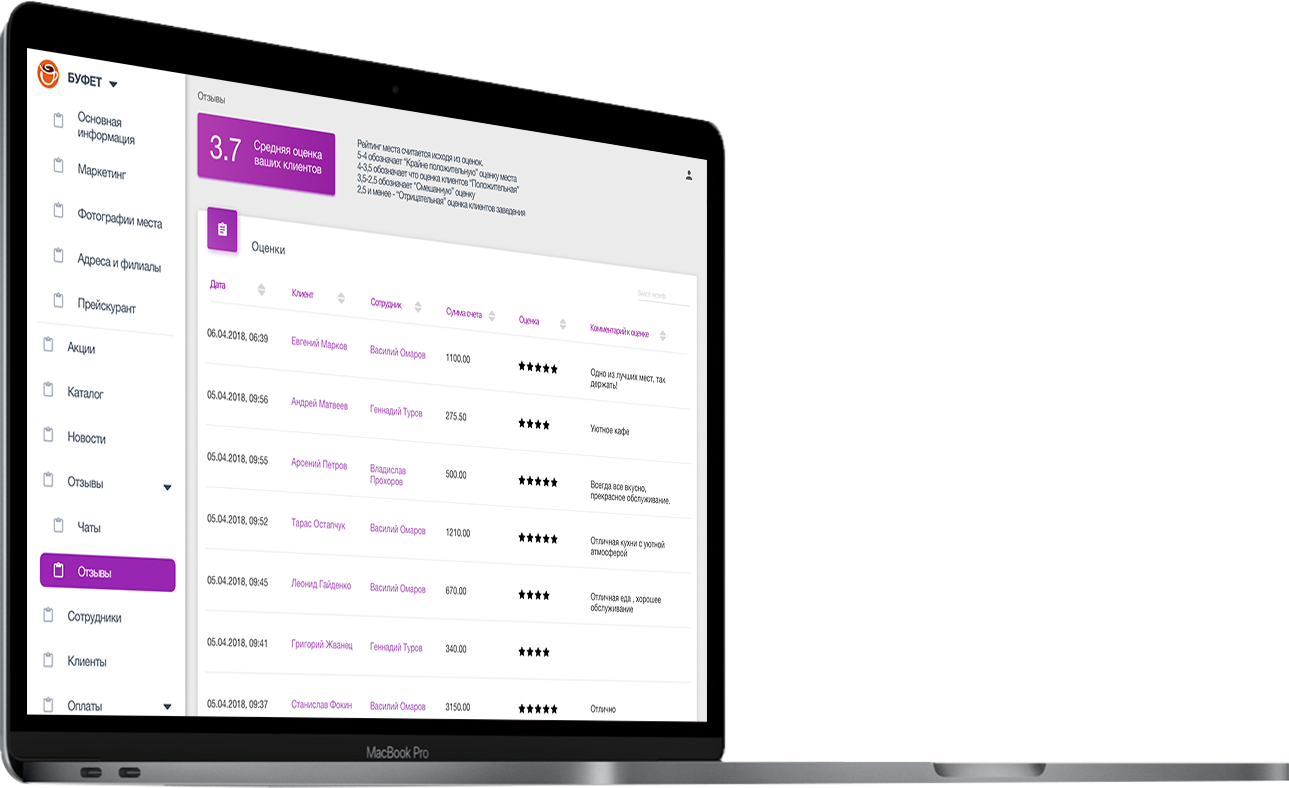 БУФЕТ
Основная
информация
Маркетинг
Фотографии места
Адреса и филиалы
Прейскурант
Акции
Каталог
Новости
Отзывы
Чаты
Отзывы
Сотрудники
Клиенты
Оплаты
Отзывы
3.7
Средняя оценка
ваших клиентов
Рейтинг места считается исходя из оценок,
5-4 обозначает "Крайне положительную" оценку места
4-3,5 обозначает что оценка клиентов "Положительная"
3,5-2,5 обозначает "Смешанную" оценку
2,5 и менее - "Отрицательная" оценка клиентов заведения
Оценки
Дата Клиент Сотрудник Сумма счета Оценка Комментарий к оценке
06.04.2018, 06:39 Евгений Марков Василий Омаров 1100.00 ★★★★★ Одно из лучших мест, так
держать!
05.04.2018, 09:56 Андрей Матвеев Геннадий Туров 275.50 ★★★★ Уютное кафе
05.04.2018, 09:55 Арсений Петров Владислав
Прохоров 500.00 ★★★★★ Всегда все вкусно,
прекрасное обслуживание.
05.04.2018, 09:52 Тарас Остапчук Василий Омаров 1210.00 ★★★★★ Отличная кухни с уютной
атмосферой
05.04.2018, 09:45 Леонид Гайденко Василий Омаров 670.00 ★★★★ Отличная еда , хорошее
обслуживание
05.04.2018, 09:41 Григорий Жванец Геннадий Туров 340.00 ★★★★
05.04.2018, 09:37 Станислав Фокин Василий Омаров 3150.00 ★★★★★ Отлично
MacBook Pro